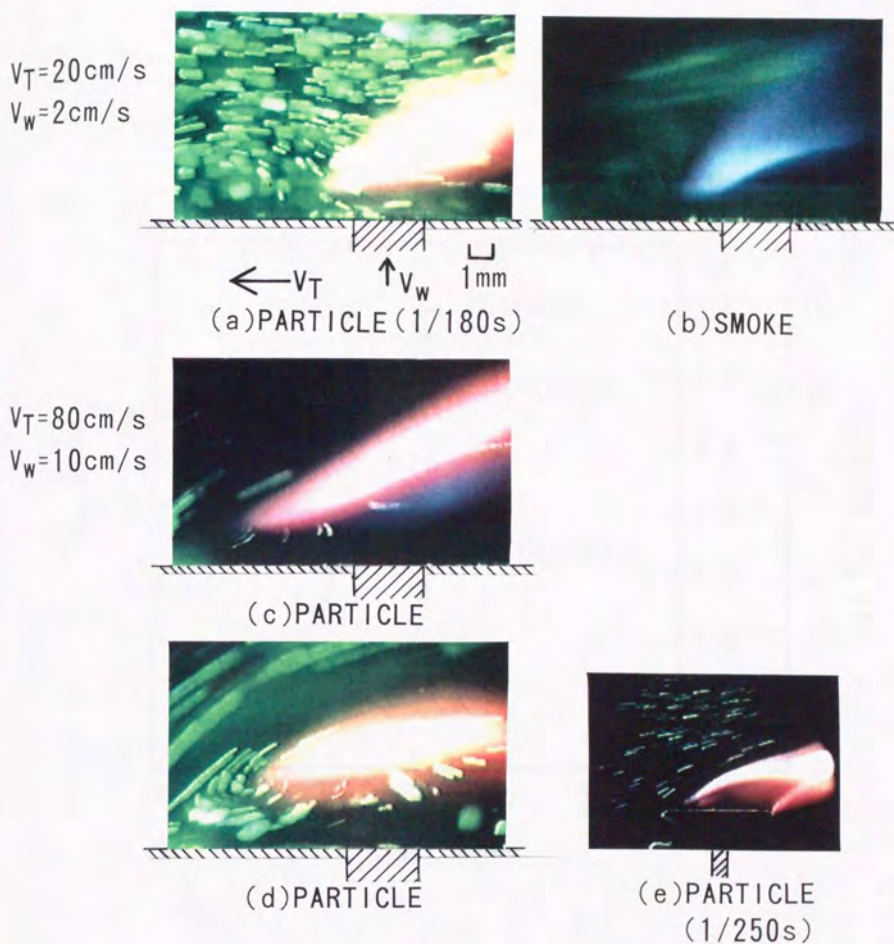 V_T=20cm/s
V_W=2cm/s
1mm
←V_T ↑V_W
(a)PARTICLE(1/180s)
(b)SMOKE
V_T=80cm/s
V_W=10cm/s
(c)PARTICLE
(d)PARTICLE
(e)PARTICLE
(1/250s)